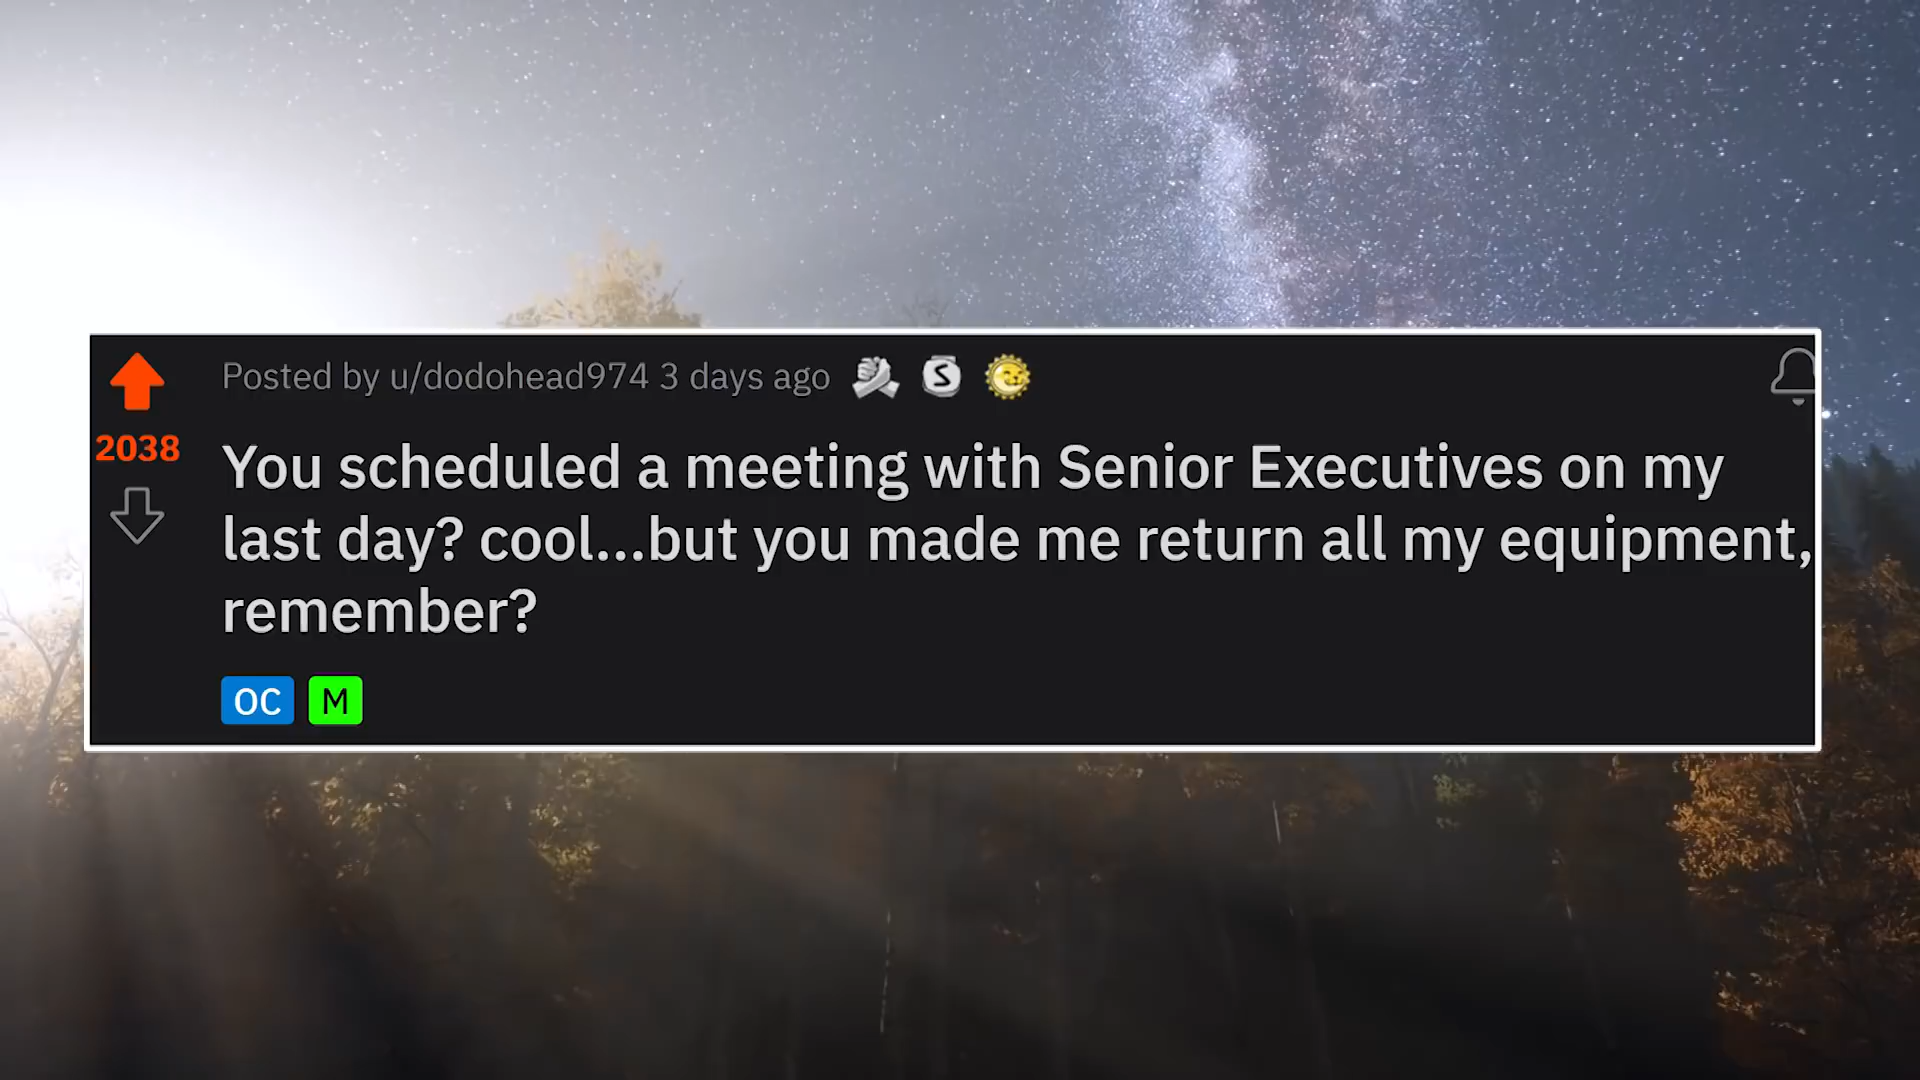 Posted by u/dodohead974 3 days ago
2038
You scheduled a meeting with Senior Executives on my
last day? cool...but you made me return all my equipment,
remember?
OC M